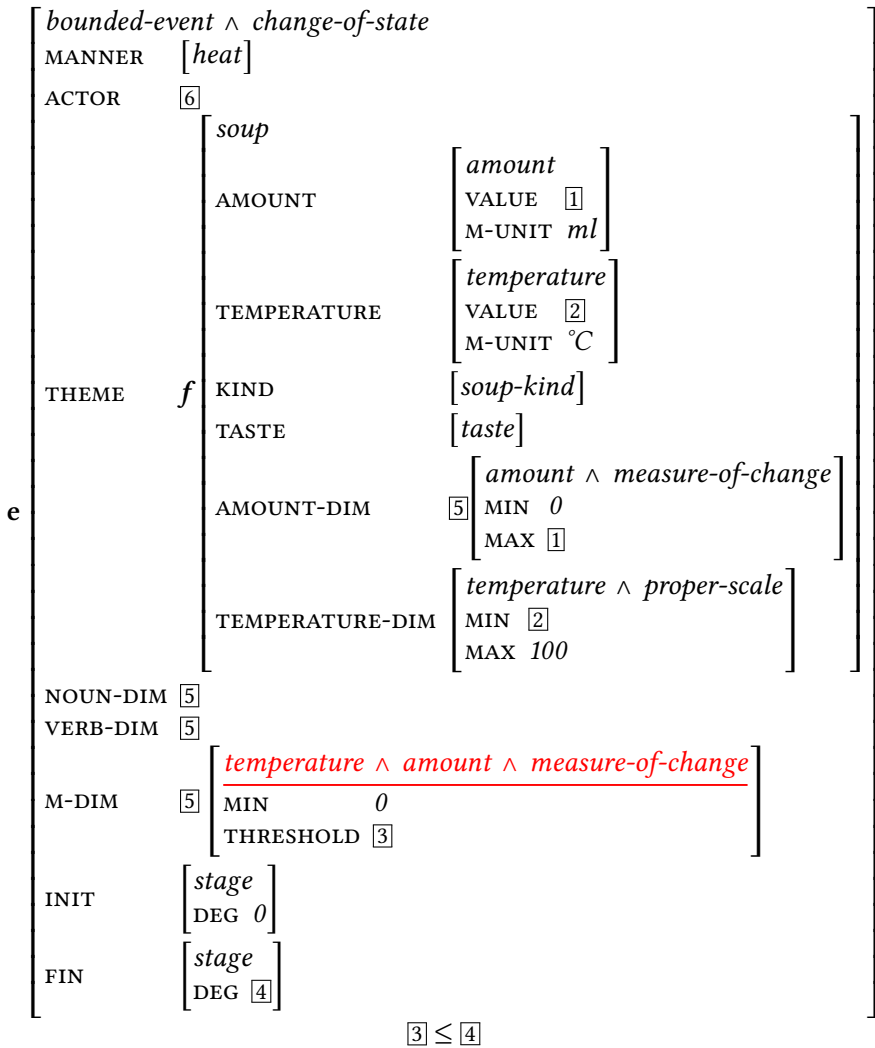 bounded-event ∧ change-of-state
MANNER [heat]
ACTOR 6
soup
amount
AMOUNT VALUE 1
M-UNIT ml
temperature
TEMPERATURE VALUE 2
M-UNIT °C
THEME f KIND [soup-kind]
TASTE [taste]
amount ∧ measure-of-change
e AMOUNT-DIM 5 MIN 0
MAX 1
temperature ∧ proper-scale
TEMPERATURE-DIM MIN 2
MAX 100
NOUN-DIM 5
VERB-DIM 5
temperature ∧ amount ∧ measure-of-change
M-DIM 5 MIN 0
THRESHOLD 3
stage
INIT DEG 0
stage
FIN DEG 4
3 ≤ 4